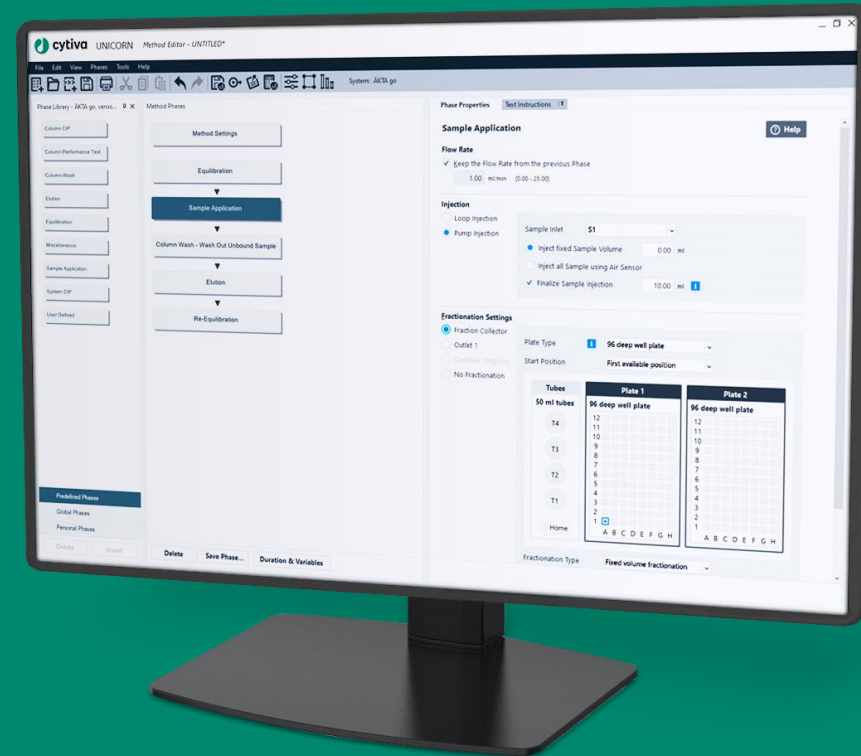 cytiva UNICORN Method Editor - UNTITLED*
File Edit View Phases Tools Help
System: ÄKTA go
Phase Library - ÄKTA go, versio...
Column CIP
Column Performance Test
Column Wash
Elution
Equilibration
Miscellaneous
Sample Application
System CIP
User Defined
Predefined Phases
Global Phases
Personal Phases
Delete Insert
Method Phases
Method Settings
Equilibration
Sample Application
Column Wash - Wash Out Unbound Sample
Elution
Re-Equilibration
Delete Save Phase... Duration & Variables
Phase Properties Text Instructions
Sample Application
Help
Flow Rate
Keep the Flow Rate from the previous Phase
1.00 ml/min [0.00 - 25.00]
Injection
Loop Injection
Pump Injection
Sample Inlet S1
Inject fixed Sample Volume 0.00 ml
Inject all Sample using Air Sensor
Finalize Sample Injection 10.00 ml
Fractionation Settings
Fraction Collector
Outlet 1
Continue Ongoing
No Fractionation
Plate Type 96 deep well plate
Start Position First available position
Tubes
50 ml tubes
T4
T3
T2
T1
Home
Plate 1
96 deep well plate
12
11
10
9
8
7
6
5
4
3
2
1
A B C D E F G H
Plate 2
96 deep well plate
12
11
10
9
8
7
6
5
4
3
2
1
A B C D E F G H
Fractionation Type Fixed volume fractionation